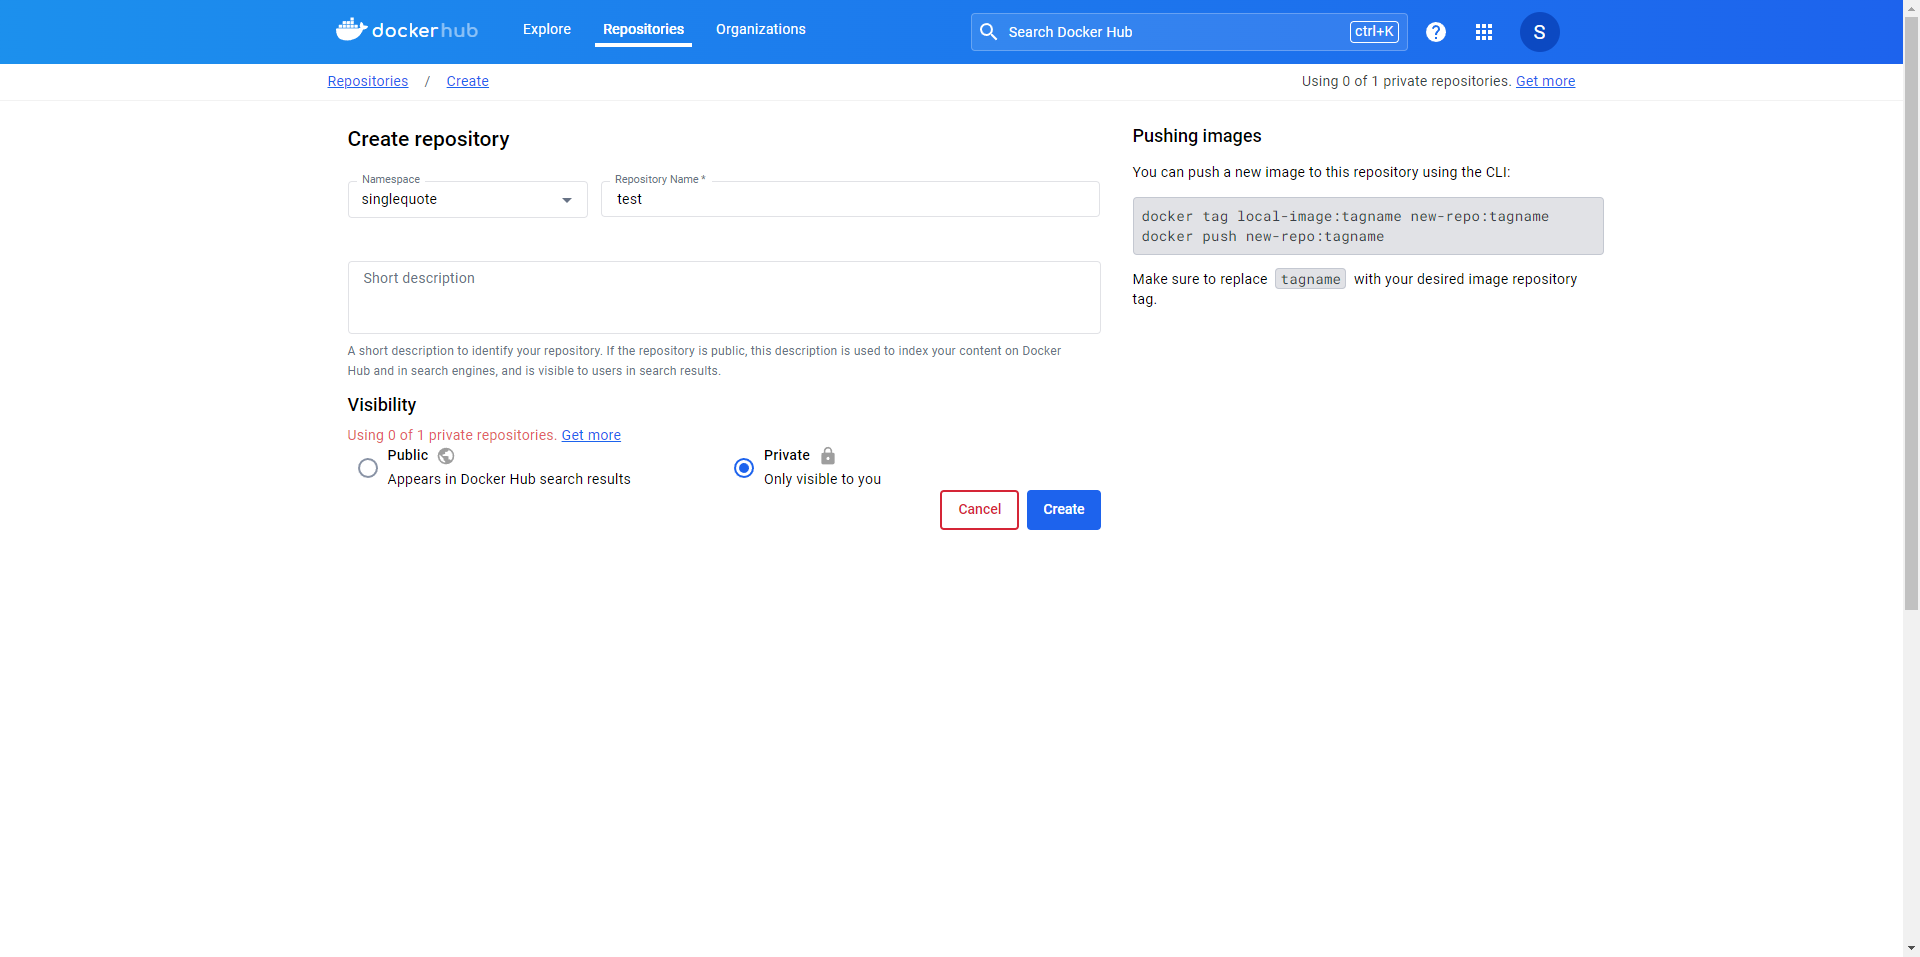 docker hub
Explore
Repositories
Organizations
Search Docker Hub
ctrl+K
?
S
Repositories / Create
Using 0 of 1 private repositories. Get more
Create repository
Namespace
singlequote
Repository Name *
test
Short description
A short description to identify your repository. If the repository is public, this description is used to index your content on Docker
Hub and in search engines, and is visible to users in search results.
Visibility
Using 0 of 1 private repositories. Get more
Public
Appears in Docker Hub search results
Private
Only visible to you
Cancel
Create
Pushing images
You can push a new image to this repository using the CLI:
docker tag local-image:tagname new-repo:tagname
docker push new-repo:tagname
Make sure to replace tagname with your desired image repository
tag.